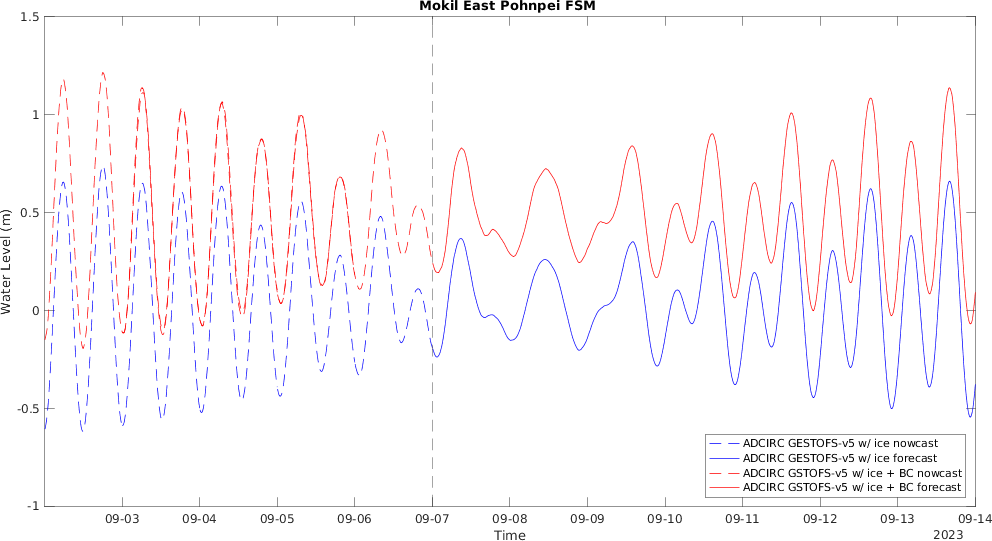 Mokil East Pohnpei FSM
1.5
1
0.5
0
-0.5
-1
Water Level (m)
ADCIRC GESTOFS-v5 w/ ice nowcast
ADCIRC GESTOFS-v5 w/ ice forecast
ADCIRC GSTOFS-v5 w/ ice + BC nowcast
ADCIRC GSTOFS-v5 w/ ice + BC forecast
09-03 09-04 09-05 09-06 09-07 09-08 09-09 09-10 09-11 09-12 09-13 09-14
Time
2023